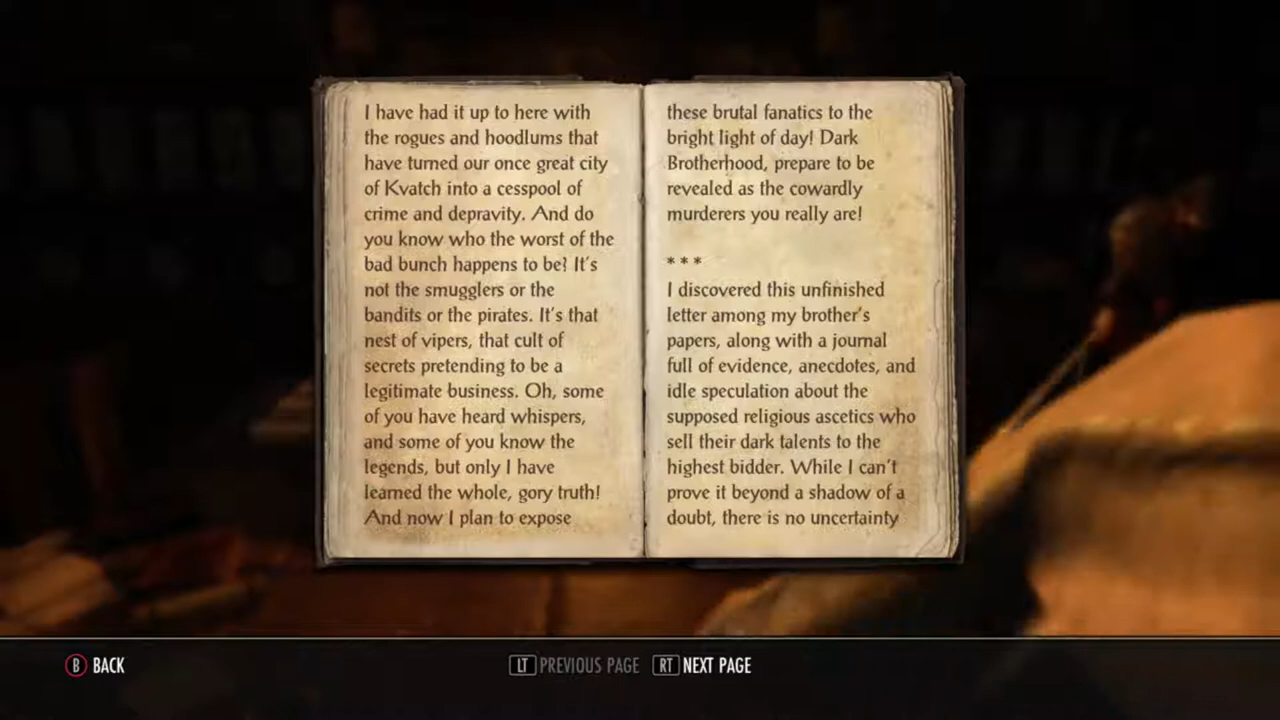 I have had it up to here with
the rogues and hoodlums that
have turned our once great city
of Kvatch into a cesspool of
crime and depravity. And do
you know who the worst of the
bad bunch happens to be? It's
not the smugglers or the
bandits or the pirates. It's that
nest of vipers, that cult of
secrets pretending to be a
legitimate business. Oh, some
of you have heard whispers,
and some of you know the
legends, but only I have
learned the whole, gory truth!
And now I plan to expose
these brutal fanatics to the
bright light of day! Dark
Brotherhood, prepare to be
revealed as the cowardly
murderers you really are!
* * *
I discovered this unfinished
letter among my brother's
papers, along with a journal
full of evidence, anecdotes, and
idle speculation about the
supposed religious ascetics who
sell their dark talents to the
highest bidder. While I can't
prove it beyond a shadow of a
doubt, there is no uncertainty
B BACK
LT PREVIOUS PAGE RT NEXT PAGE